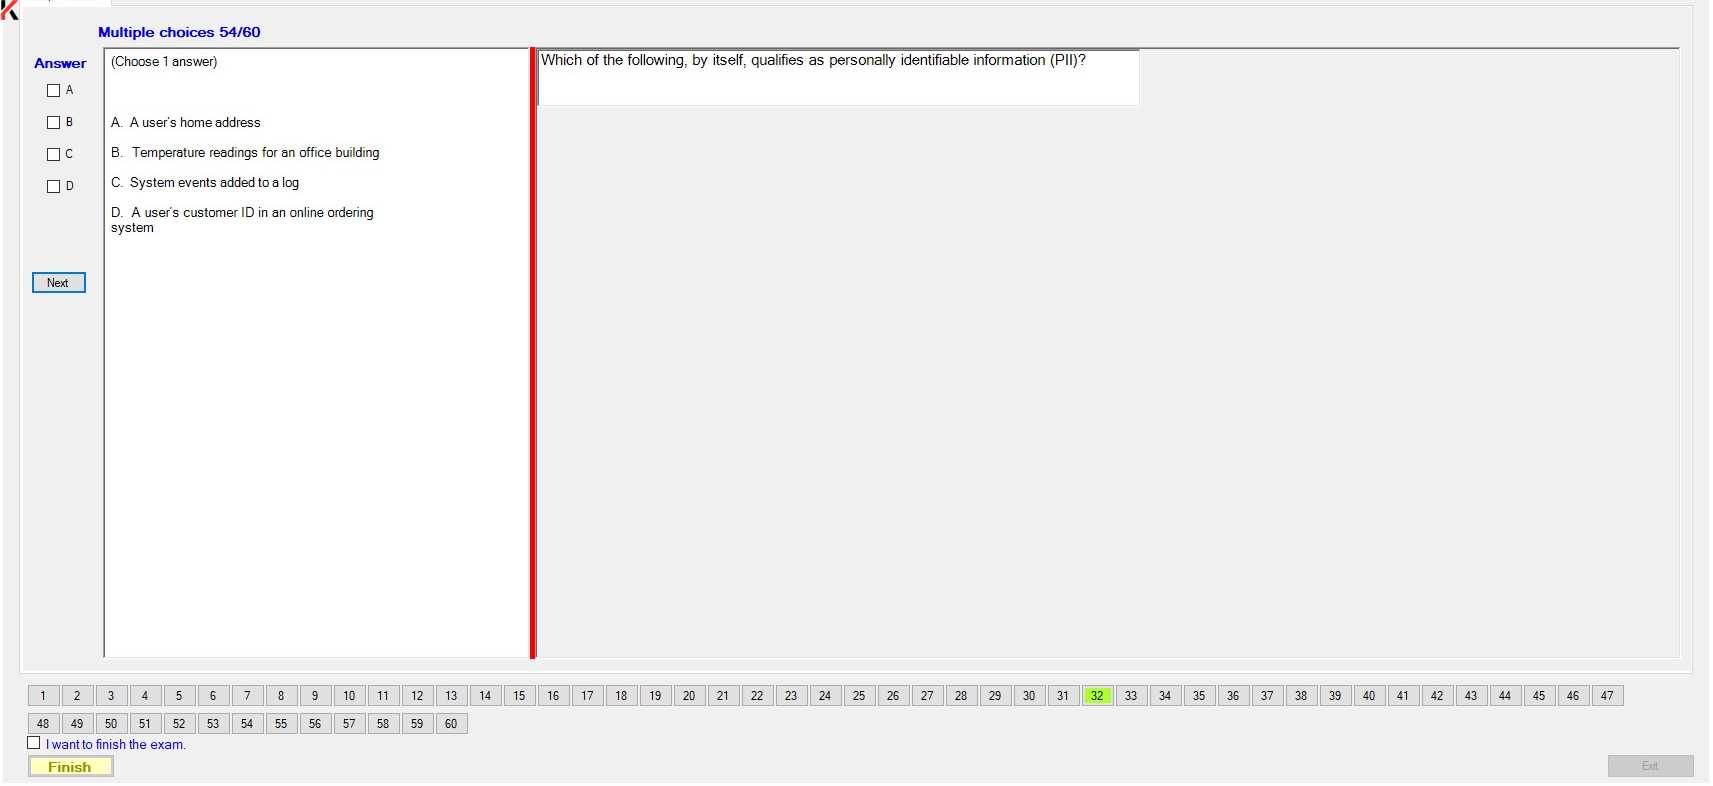 Multiple choices 54/60
Answer
A
B
C
D
Next
(Choose 1 answer)
A. A user's home address
B. Temperature readings for an office building
C. System events added to a log
D. A user's customer ID in an online ordering
system
Which of the following, by itself, qualifies as personally identifiable information (PII)?
1 2 3 4 5 6 7 8 9 10 11 12 13 14 15 16 17 18 19 20 21 22 23 24 25 26 27 28 29 30 31 32 33 34 35 36 37 38 39 40 41 42 43 44 45 46 47
48 49 50 51 52 53 54 55 56 57 58 59 60
I want to finish the exam.
Finish
Exit